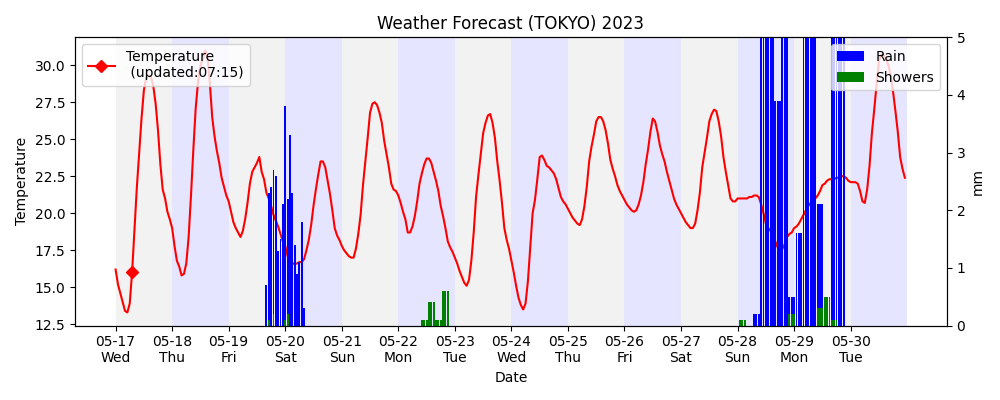 Weather Forecast (TOKYO) 2023
Temperature
(updated:07:15)
Rain
Showers
Temperature
30.0
27.5
25.0
22.5
20.0
17.5
15.0
12.5
5
4
3
2
1
0
mm
05-17 05-18 05-19 05-20 05-21 05-22 05-23 05-24 05-25 05-26 05-27 05-28 05-29 05-30
Wed Thu Fri Sat Sun Mon Tue Wed Thu Fri Sat Sun Mon Tue
Date